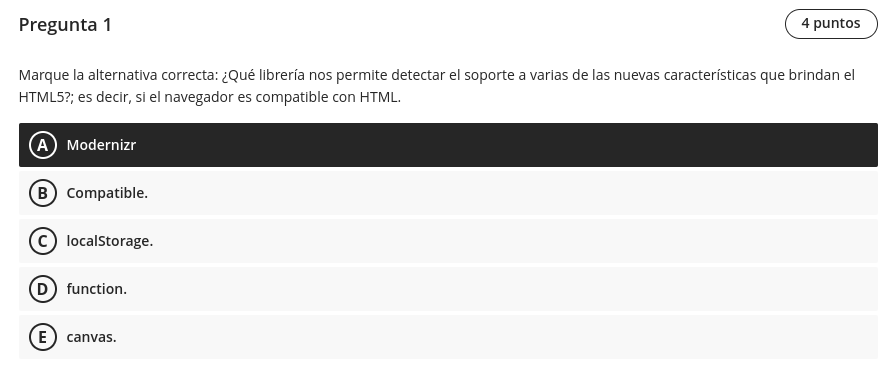 Pregunta 1
4 puntos
Marque la alternativa correcta: ¿Qué librería nos permite detectar el soporte a varias de las nuevas características que brindan el
HTML5?; es decir, si el navegador es compatible con HTML.
A Modernizr
B Compatible.
C localStorage.
D function.
E canvas.